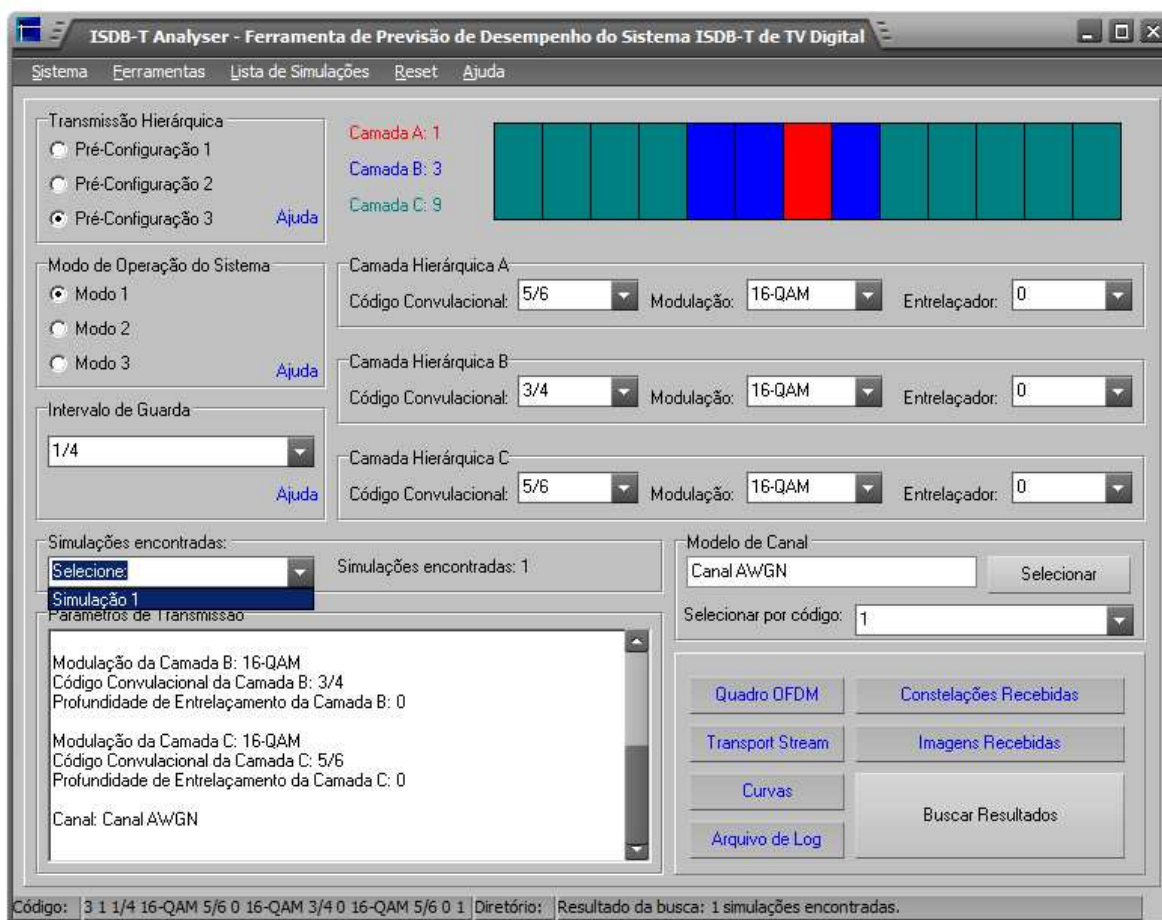 ISDB-T Analyser - Ferramenta de Previsão de Desempenho do Sistema ISDB-T de TV Digital
Sistema Ferramentas Lista de Simulações Reset Ajuda
Transmissão Hierárquica
Pré-Configuração 1
Pré-Configuração 2
Pré-Configuração 3
Ajuda
Camada A: 1
Camada B: 3
Camada C: 9
Modo de Operação do Sistema
Modo 1
Modo 2
Modo 3
Ajuda
Camada Hierárquica A
Código Convulacional: 5/6 Modulação: 16-QAM Entrelaçador: 0
Camada Hierárquica B
Código Convulacional: 3/4 Modulação: 16-QAM Entrelaçador: 0
Intervalo de Guarda
1/4
Ajuda
Camada Hierárquica C
Código Convulacional: 5/6 Modulação: 16-QAM Entrelaçador: 0
Simulações encontradas:
Selecione:
Simulação 1
Simulações encontradas: 1
Modelo de Canal
Canal AWGN
Selecionar
Selecionar por código: 1
Parâmetros de Transmissão
Modulação da Camada B: 16-QAM
Código Convulacional da Camada B: 3/4
Profundidade de Entrelaçamento da Camada B: 0
Modulação da Camada C: 16-QAM
Código Convulacional da Camada C: 5/6
Profundidade de Entrelaçamento da Camada C: 0
Canal: Canal AWGN
Quadro OFDM
Constelações Recebidas
Transport Stream
Imagens Recebidas
Curvas
Buscar Resultados
Arquivo de Log
Código: 3 1 1/4 16-QAM 5/6 0 16-QAM 3/4 0 16-QAM 5/6 0 1 Diretório: Resultado da busca: 1 simulações encontradas.